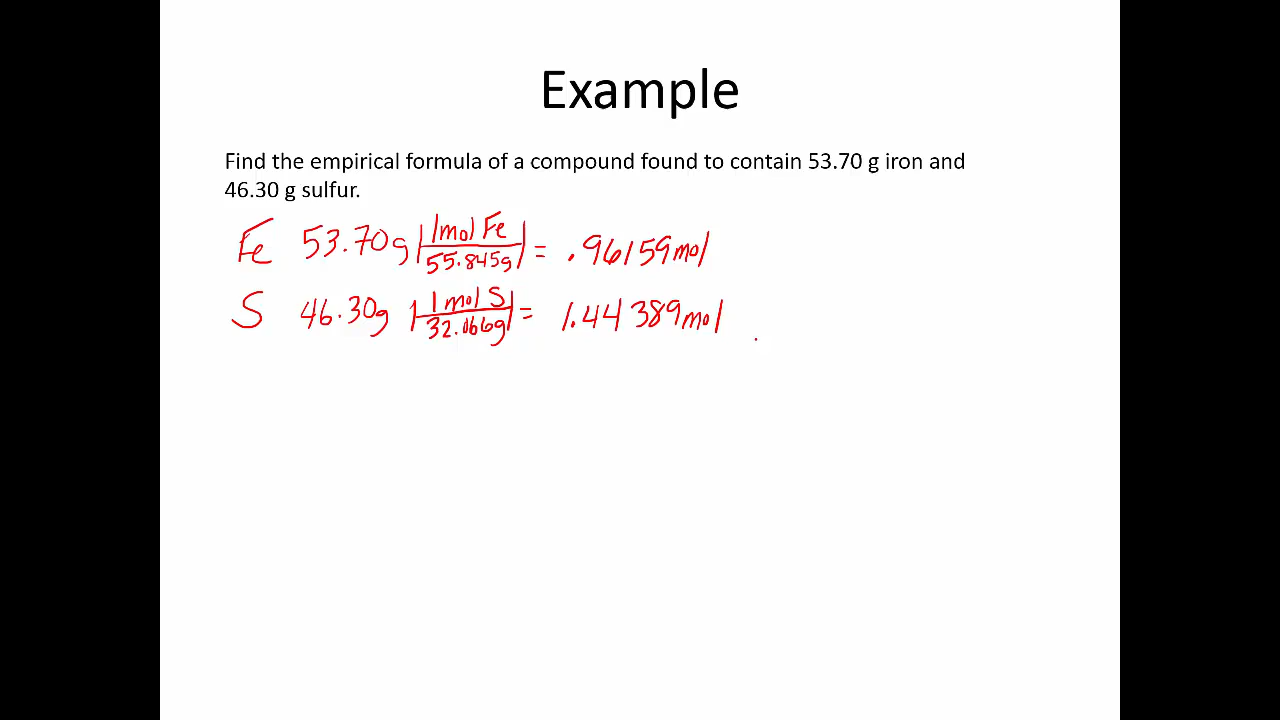 Example
Find the empirical formula of a compound found to contain 53.70 g iron and
46.30 g sulfur.
Fe 53.70g |1mol Fe / 55.845g| = .96159mol
S 46.30g |1mol S / 32.066g| = 1.44389mol